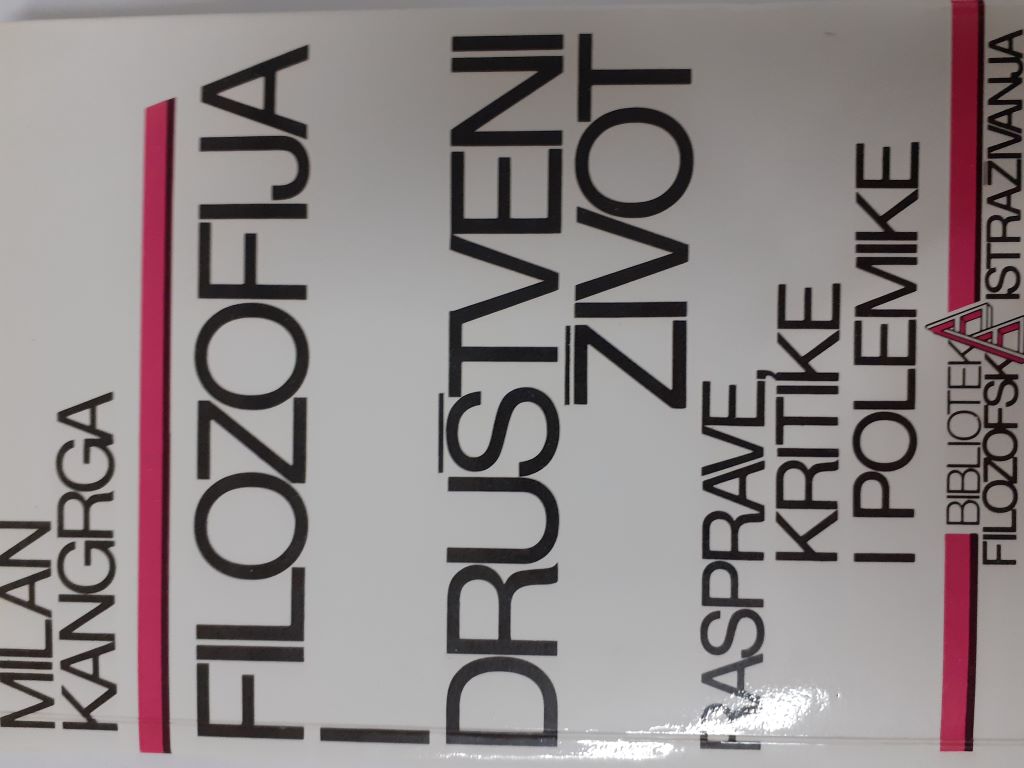 MILAN
KANGRGA
FILOZOFIJA
I
DRUŠTVENI
ŽIVOT
RASPRAVE,
KRITIKE
I POLEMIKE
BIBLIOTEKA
FILOZOFSKA ISTRAŽIVANJA